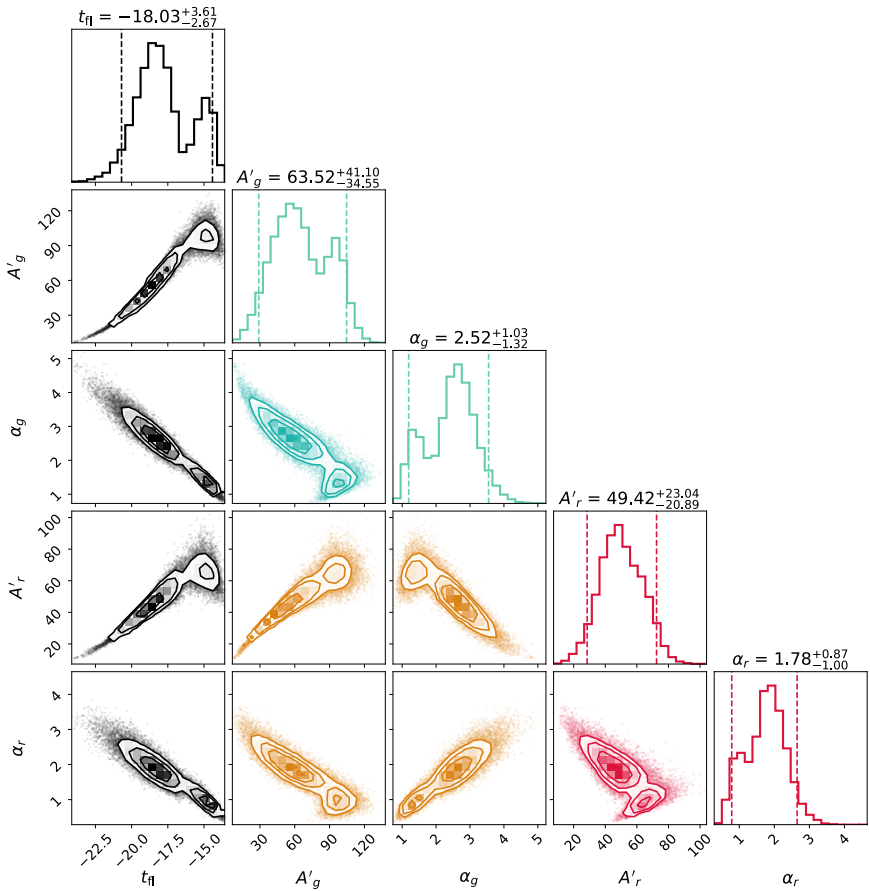 t_fl = −18.03^{+3.61}_{−2.67}
A′_g = 63.52^{+41.10}_{−34.55}
120
90
60
30
A′_g
α_g = 2.52^{+1.03}_{−1.32}
5
4
3
2
1
α_g
A′_r = 49.42^{+23.04}_{−20.89}
100
80
60
40
20
A′_r
α_r = 1.78^{+0.87}_{−1.00}
4
3
2
1
α_r
−22.5 −20.0 −17.5 −15.0
30 60 90 120
1 2 3 4 5
20 40 60 80 100
1 2 3 4
t_fl A′_g α_g A′_r α_r